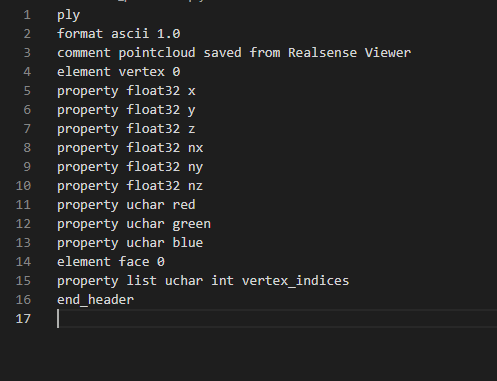 1 ply
2 format ascii 1.0
3 comment pointcloud saved from Realsense Viewer
4 element vertex 0
5 property float32 x
6 property float32 y
7 property float32 z
8 property float32 nx
9 property float32 ny
10 property float32 nz
11 property uchar red
12 property uchar green
13 property uchar blue
14 element face 0
15 property list uchar int vertex_indices
16 end_header
17